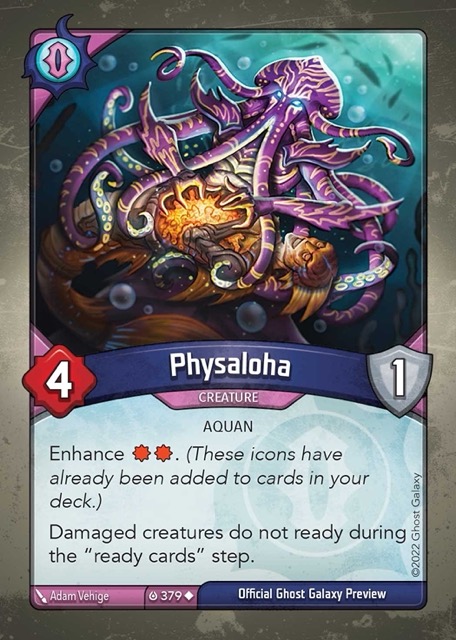 Physaloha
4
1
CREATURE
AQUAN
Enhance . (These icons have
already been added to cards in your
deck.)
Damaged creatures do not ready during
the “ready cards” step.
©2022 Ghost Galaxy
Adam Vehige
379
Official Ghost Galaxy Preview